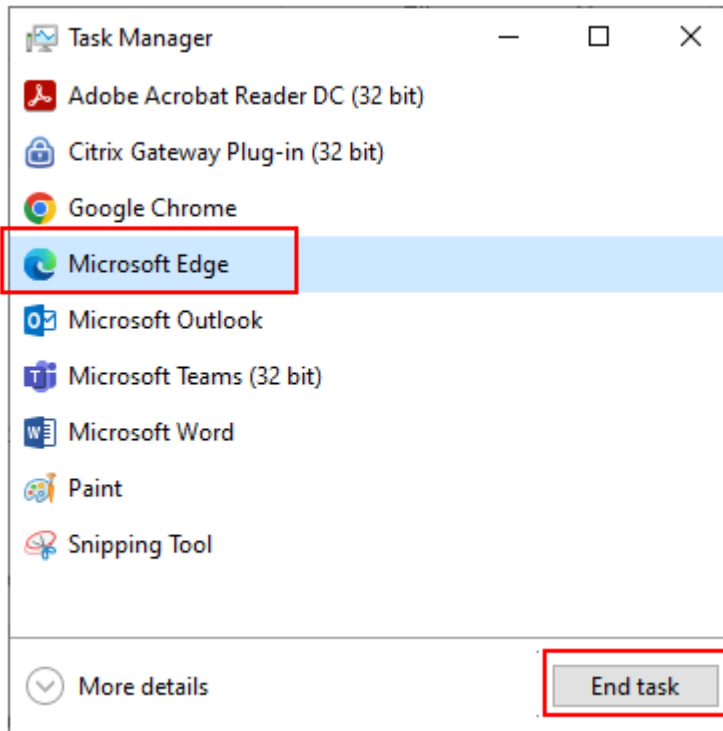 Task Manager
Adobe Acrobat Reader DC (32 bit)
Citrix Gateway Plug-in (32 bit)
Google Chrome
Microsoft Edge
Microsoft Outlook
Microsoft Teams (32 bit)
Microsoft Word
Paint
Snipping Tool
More details
End task